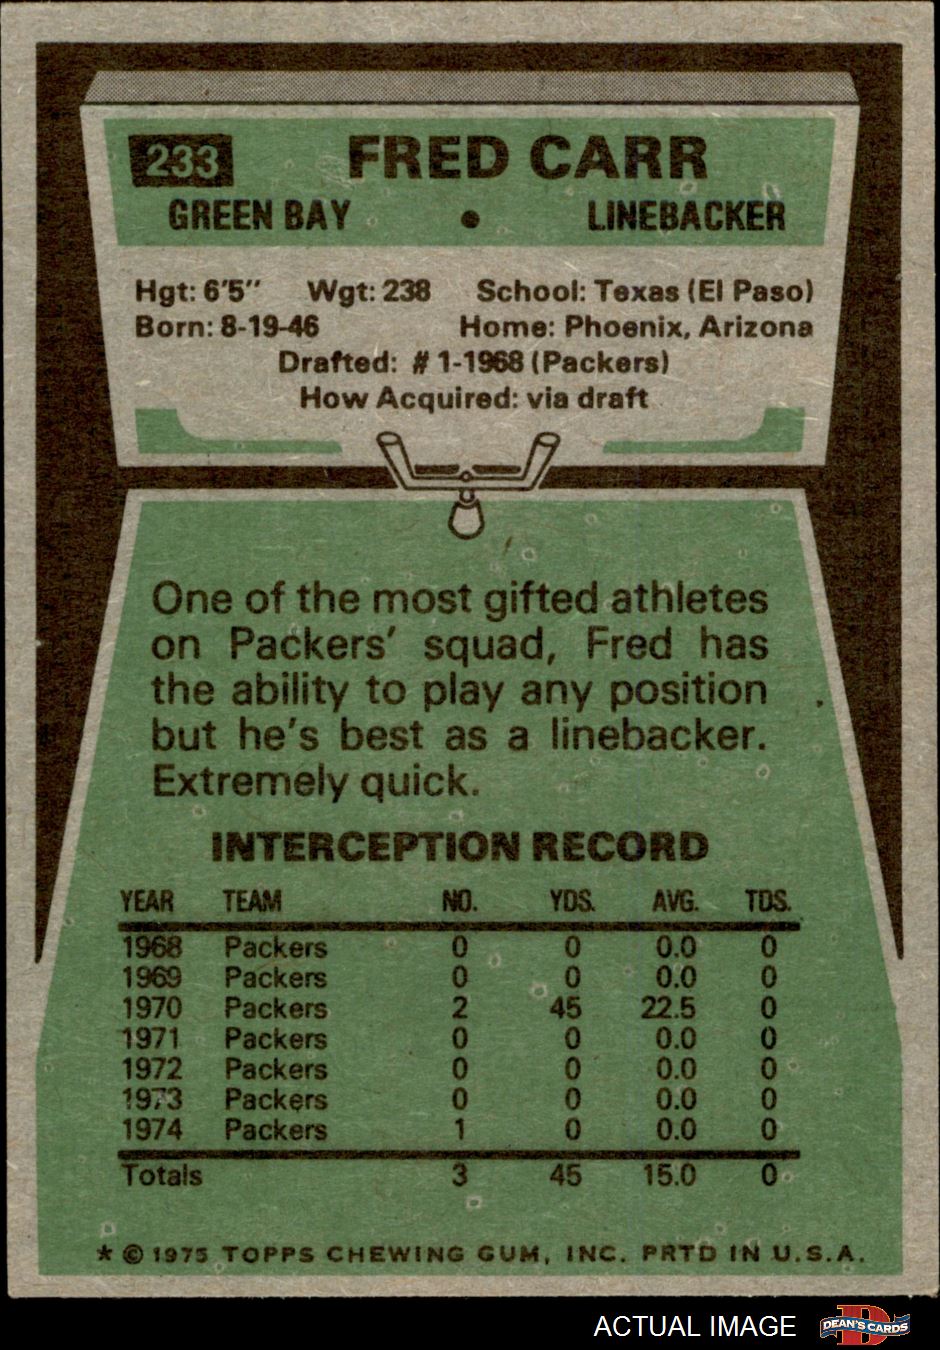 233 FRED CARR
GREEN BAY • LINEBACKER
Hgt: 6'5" Wgt: 238 School: Texas (El Paso)
Born: 8-19-46 Home: Phoenix, Arizona
Drafted: #1-1968 (Packers)
How Acquired: via draft
One of the most gifted athletes
on Packers' squad, Fred has
the ability to play any position
but he's best as a linebacker.
Extremely quick.
INTERCEPTION RECORD
YEAR TEAM NO. YDS. AVG. TDS.
1968 Packers 0 0 0.0 0
1969 Packers 0 0 0.0 0
1970 Packers 2 45 22.5 0
1971 Packers 0 0 0.0 0
1972 Packers 0 0 0.0 0
1973 Packers 0 0 0.0 0
1974 Packers 1 0 0.0 0
Totals 3 45 15.0 0
* © 1975 TOPPS CHEWING GUM, INC. PRTD IN U.S.A.
ACTUAL IMAGE D DEAN'S CARDS